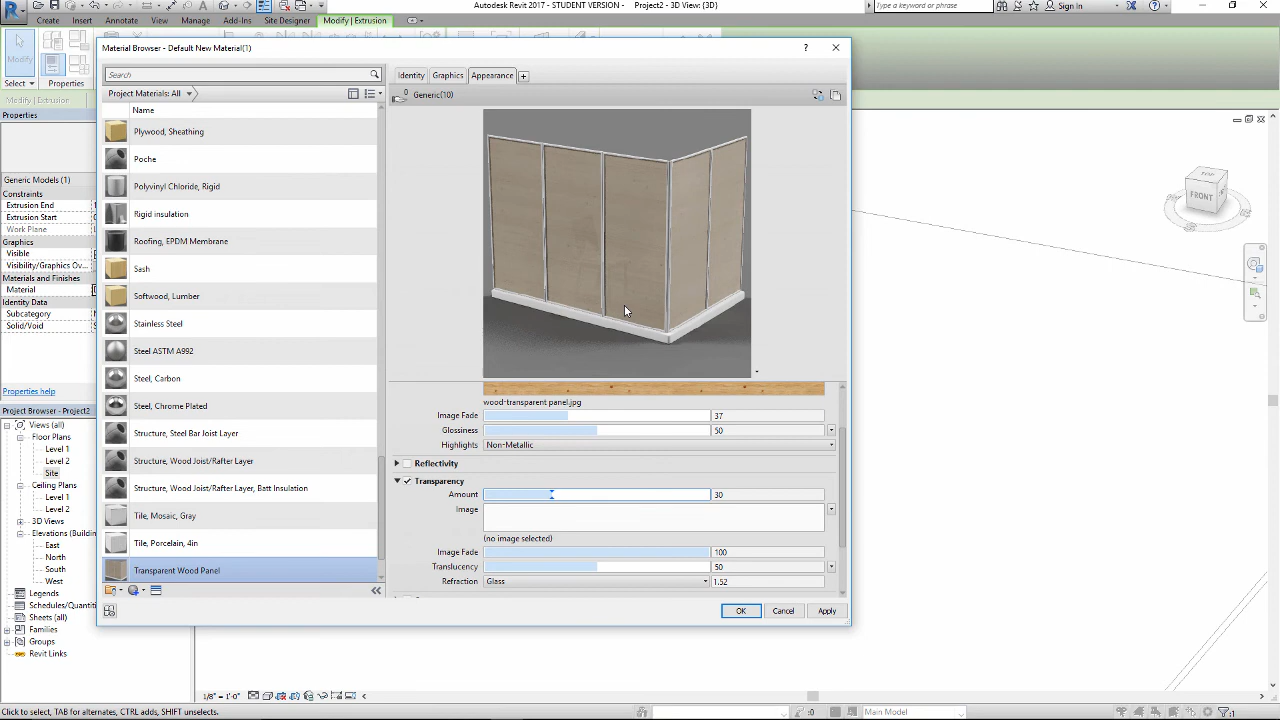 Autodesk Revit 2017 - STUDENT VERSION - Project2 - 3D View: {3D}
Type a keyword or phrase
Sign In
Create Insert Annotate View Manage Site Designer Modify | Extrusion
Modify
Select Properties
Modify | Extrusion
Properties
Generic Models (1)
Constraints
Extrusion End
Extrusion Start
Work Plane
Graphics
Visible
Visibility/Graphics Ov...
Materials and Finishes
Material
Identity Data
Subcategory
Solid/Void
Properties help
Project Browser - Project2
Views (all)
Floor Plans
Level 1
Level 2
Site
Ceiling Plans
Level 1
Level 2
3D Views
Elevations (Building
East
North
South
West
Legends
Schedules/Quantit
Sheets (all)
Families
Groups
Revit Links
Material Browser - Default New Material(1)
?
Search
Project Materials: All
Name
Plywood, Sheathing
Poche
Polyvinyl Chloride, Rigid
Rigid insulation
Roofing, EPDM Membrane
Sash
Softwood, Lumber
Stainless Steel
Steel ASTM A992
Steel, Carbon
Steel, Chrome Plated
Structure, Steel Bar Joist Layer
Structure, Wood Joist/Rafter Layer
Structure, Wood Joist/Rafter Layer, Batt Insulation
Tile, Mosaic, Gray
Tile, Porcelain, 4in
Transparent Wood Panel
Identity Graphics Appearance +
0 Generic(10)
wood-transparent panel.jpg
Image Fade 37
Glossiness 50
Highlights Non-Metallic
Reflectivity
Transparency
Amount 30
Image
(no image selected)
Image Fade 100
Translucency 50
Refraction Glass 1.52
OK Cancel Apply
TOP
FRONT
1/8" = 1'-0"
Click to select, TAB for alternates, CTRL adds, SHIFT unselects.
:0
Main Model
:1